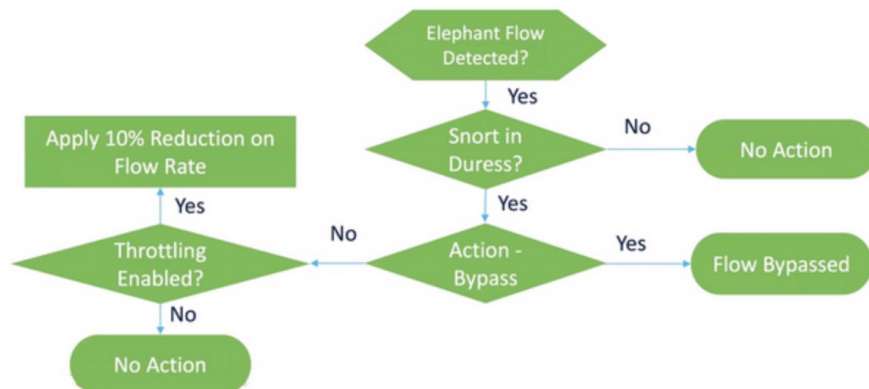 Elephant Flow
Detected?
Yes
Snort in
Duress?
No
No Action
Yes
Action -
Bypass
Yes
Flow Bypassed
No
Throttling
Enabled?
Yes
Apply 10% Reduction on
Flow Rate
No
No Action